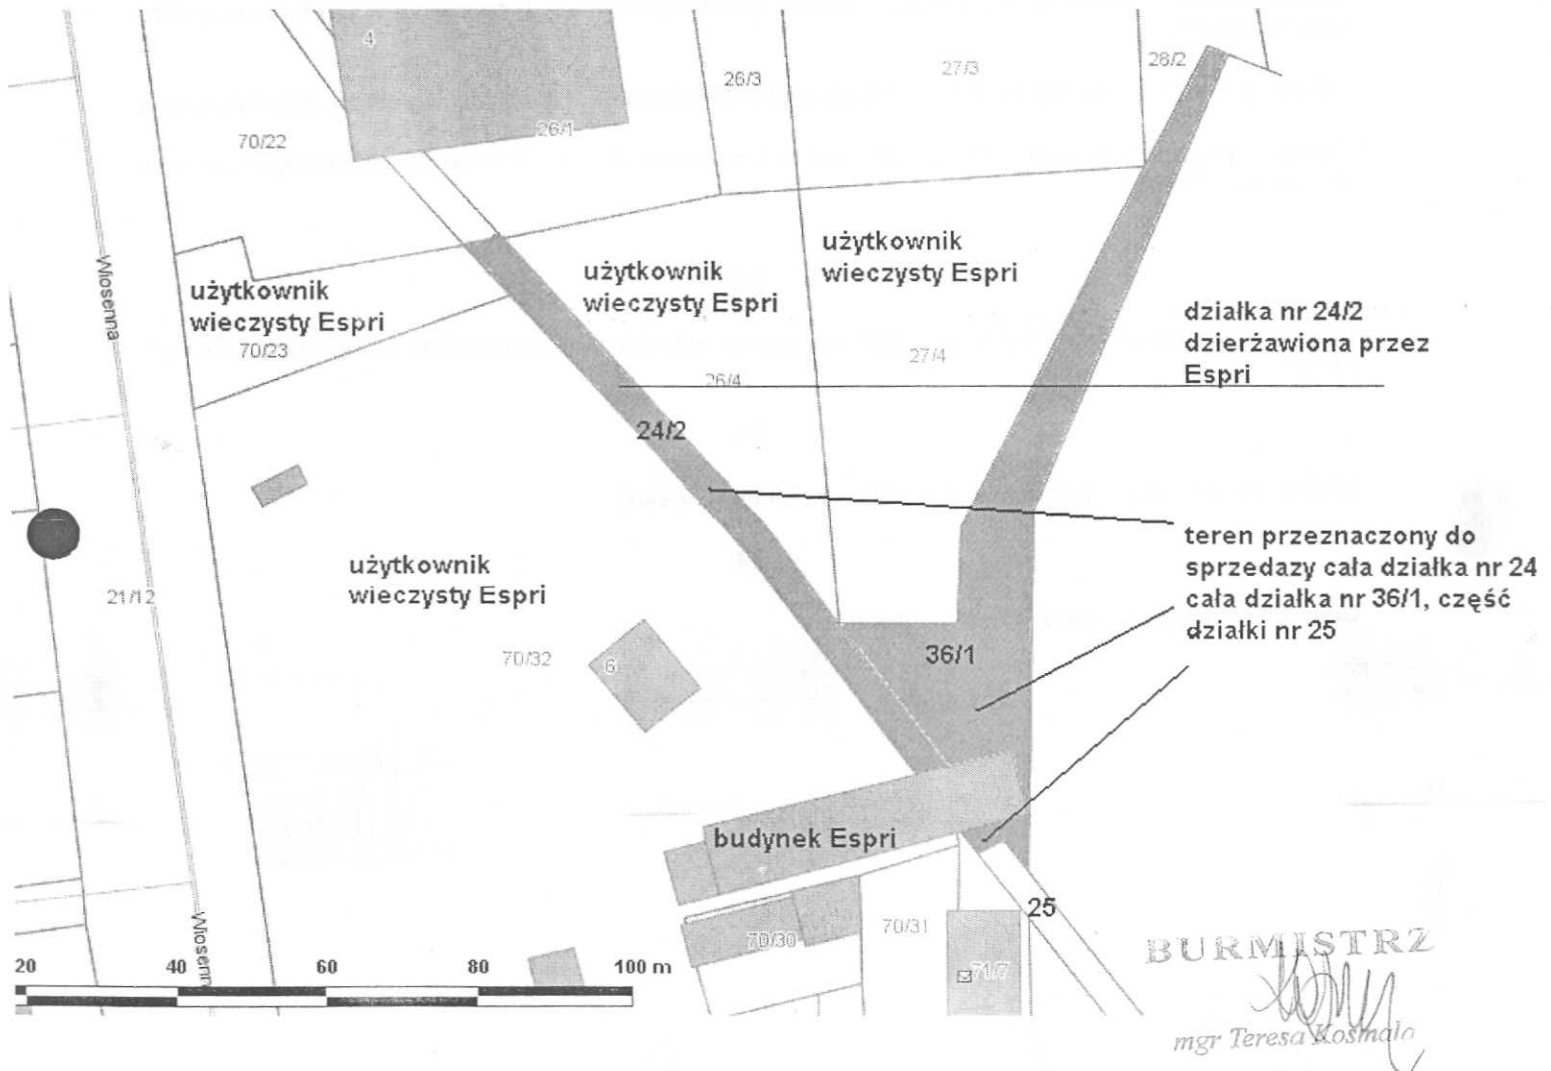 4
26/1
26/3
27/3
28/2
70/22
użytkownik
wieczysty Espri
użytkownik
wieczysty Espri
użytkownik
wieczysty Espri
70/23
Wiosenna
26/4
27/4
działka nr 24/2
dzierżawiona przez
Espri
24/2
teren przeznaczony do
sprzedazy cała działka nr 24
cała działka nr 36/1, część
działki nr 25
użytkownik
wieczysty Espri
21/12
70/32
6
36/1
budynek Espri
25
70/30
70/31
71/7
Wiosenn
20 40 60 80 100 m
BURMISTRZ
mgr Teresa Kosmalo